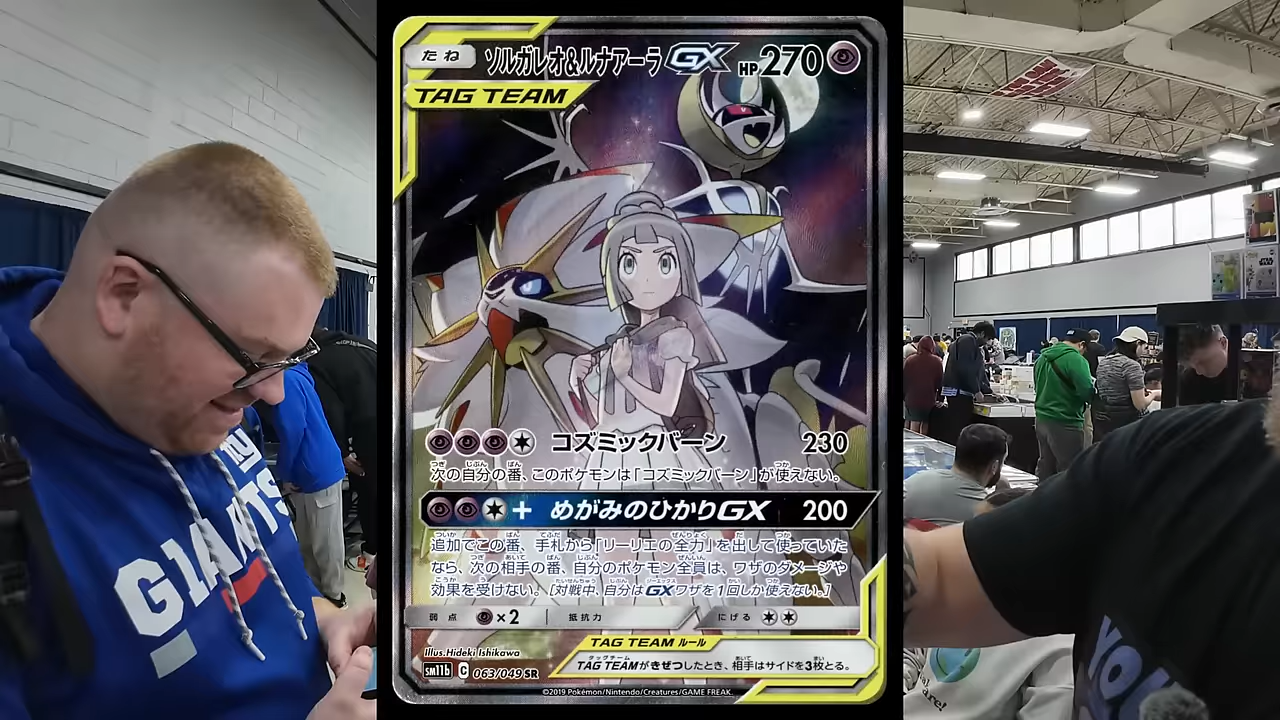 たね ソルガレオ&ルナアーラGX HP270
TAG TEAM
コズミックバーン 230
次の自分の番、このポケモンは「コズミックバーン」が使えない。
+ めがみのひかりGX 200
追加でこの番、手札から「リーリエの全力」を出して使っていた
なら、次の相手の番、自分のポケモン全員は、ワザのダメージや
効果を受けない。[対戦中、自分はGXワザを1回しか使えない。]
弱点 ×2 抵抗力 にげる
TAG TEAM ルール
TAG TEAMがきぜつしたとき、相手はサイドを3枚とる。
Illus.Hideki Ishikawa
sm11b C 063/049 SR
©2019 Pokémon/Nintendo/Creatures/GAME FREAK.
ny
GIANTS
STAR WARS